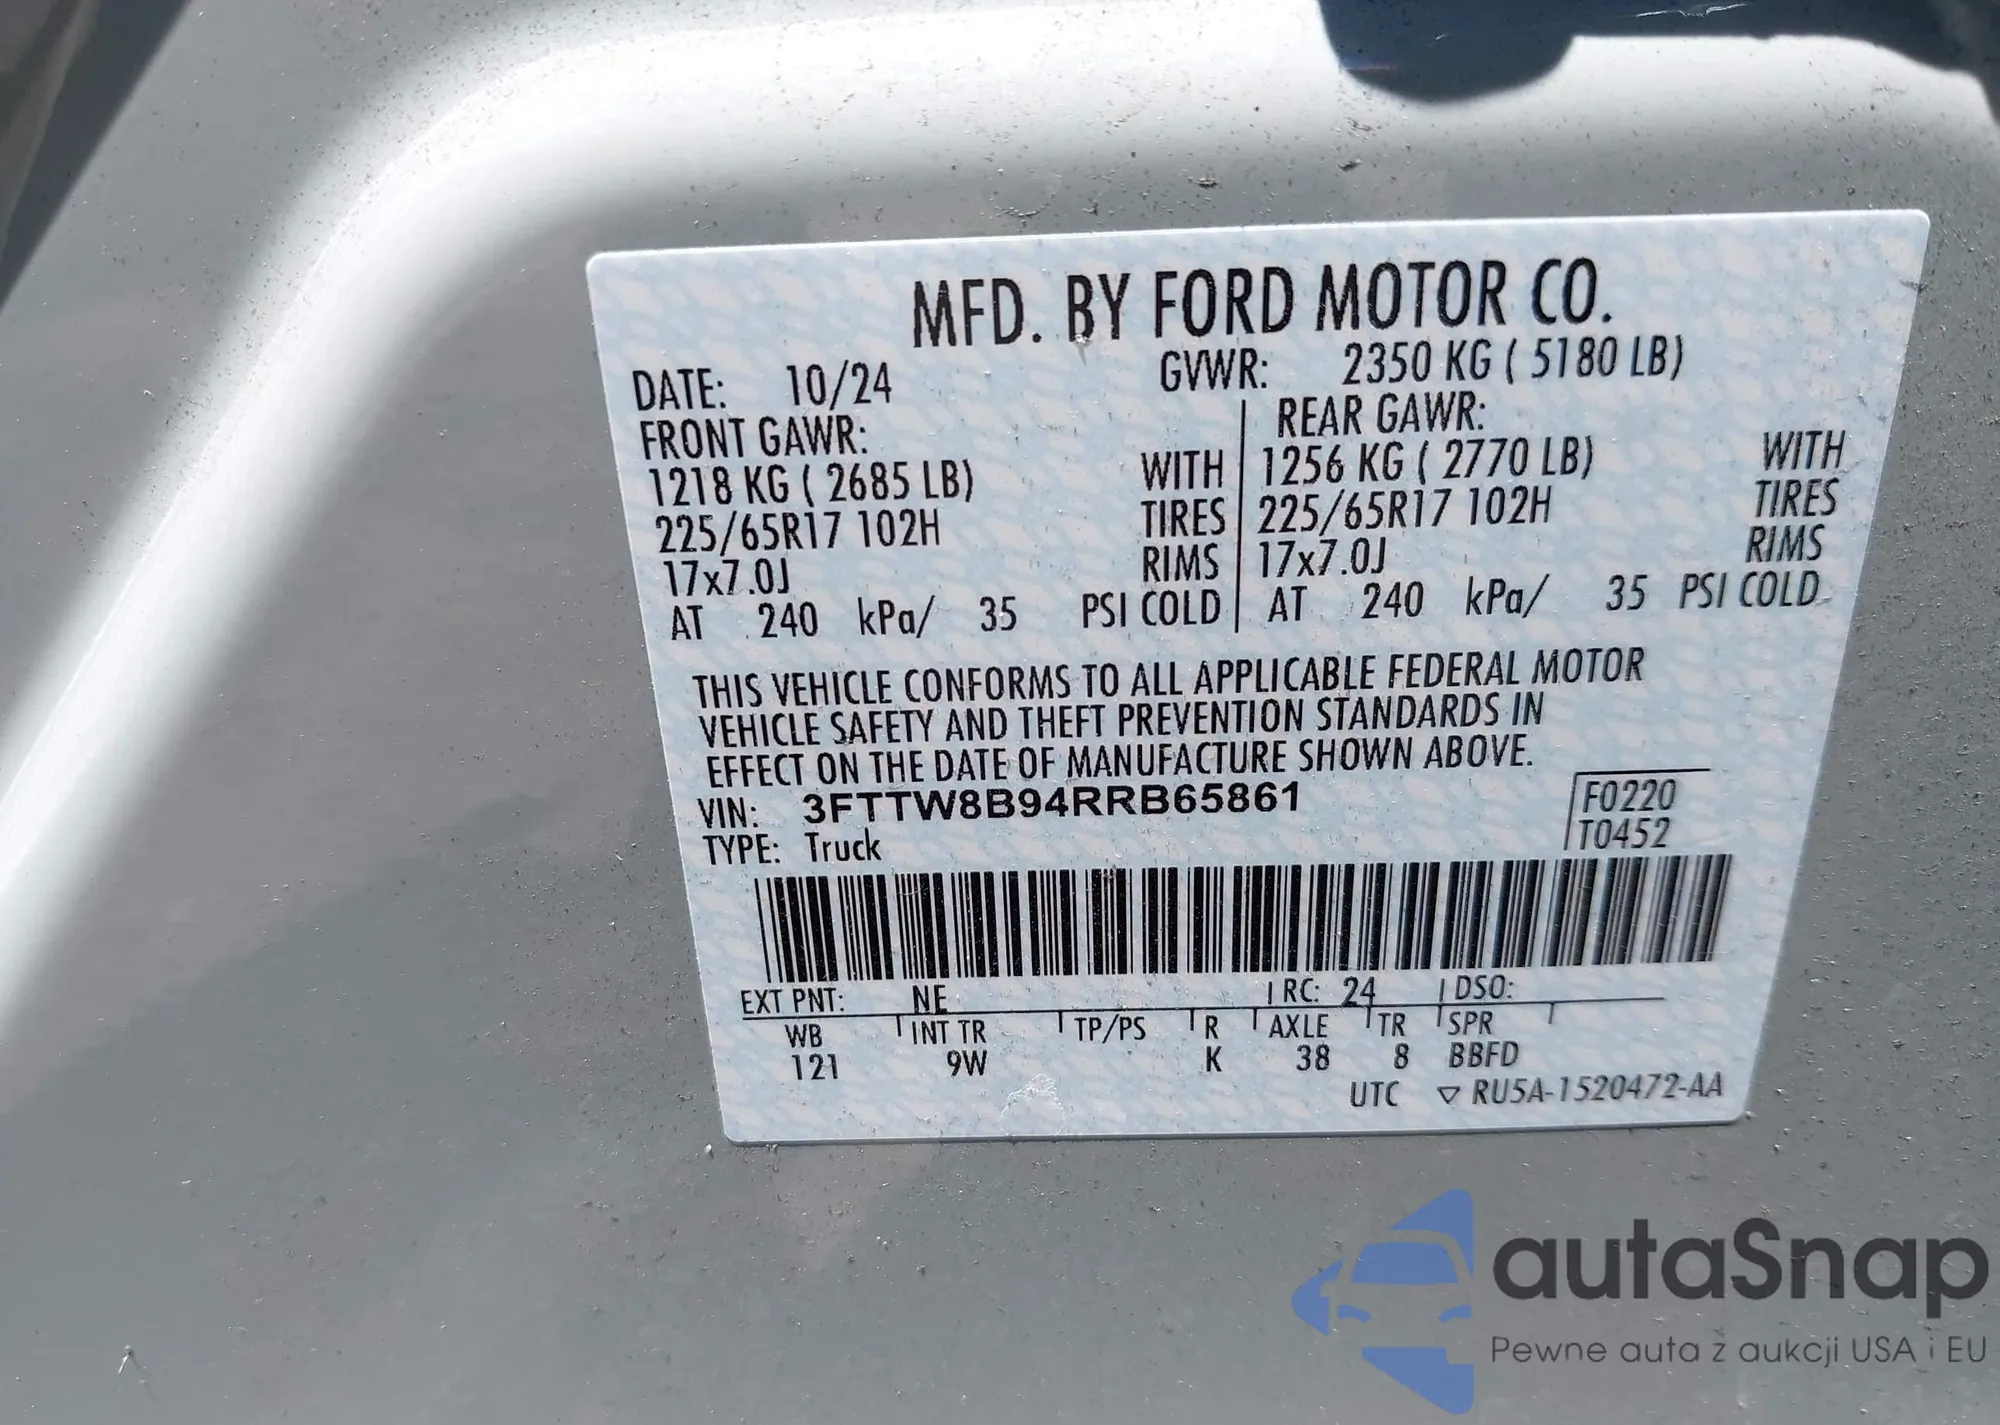 MFD. BY FORD MOTOR CO.
DATE: 10/24 GVWR: 2350 KG ( 5180 LB)
FRONT GAWR: REAR GAWR:
1218 KG ( 2685 LB) WITH 1256 KG ( 2770 LB) WITH
225/65R17 102H TIRES 225/65R17 102H TIRES
17x7.0J RIMS 17x7.0J RIMS
AT 240 kPa/ 35 PSI COLD AT 240 kPa/ 35 PSI COLD
THIS VEHICLE CONFORMS TO ALL APPLICABLE FEDERAL MOTOR
VEHICLE SAFETY AND THEFT PREVENTION STANDARDS IN
EFFECT ON THE DATE OF MANUFACTURE SHOWN ABOVE.
VIN: 3FTTW8B94RRB65861 F0220
TYPE: Truck T0452
EXT PNT: NE RC: 24 DSO:
WB INT TR TP/PS R AXLE TR SPR
121 9W K 38 8 BBFD
UTC ▽ RU5A-1520472-AA
autaSnap
Pewne auta z aukcji USA i EU